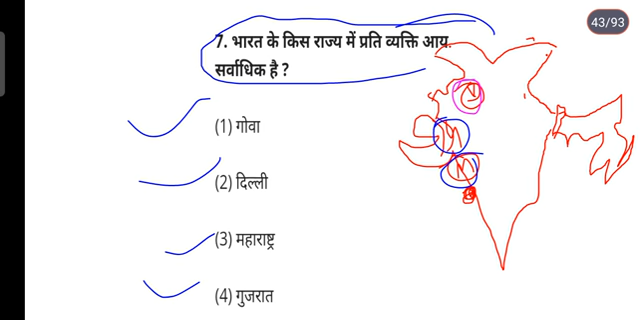 43/93
7. भारत के किस राज्य में प्रति व्यक्ति आय
सर्वाधिक है ?
(1) गोवा
(2) दिल्ली
(3) महाराष्ट्र
(4) गुजरात